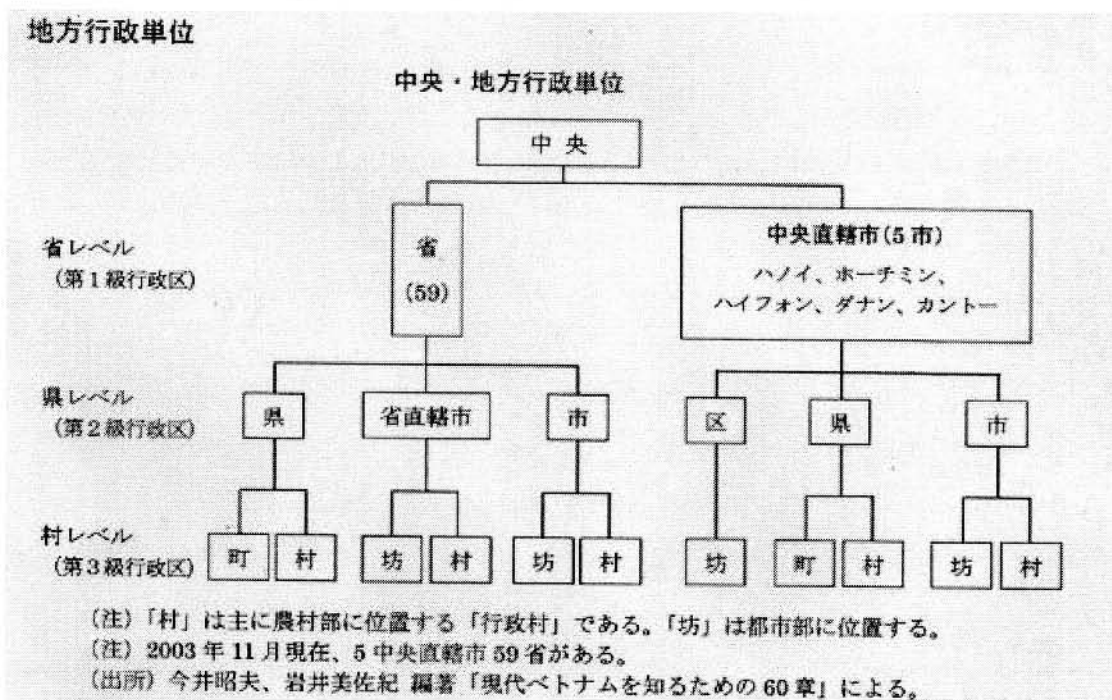 地方行政単位
中央・地方行政単位
中央
省レベル
(第1級行政区)
省
(59)
中央直轄市(5市)
ハノイ、ホーチミン、
ハイフォン、ダナン、カントー
県レベル
(第2級行政区)
県
省直轄市
市
区
県
市
村レベル
(第3級行政区)
町
村
坊
村
坊
村
坊
町
村
坊
村
(注)「村」は主に農村部に位置する「行政村」である。「坊」は都市部に位置する。
(注) 2003年11月現在、5中央直轄市59省がある。
(出所) 今井昭夫、岩井美佐紀 編著「現代ベトナムを知るための60章」による。